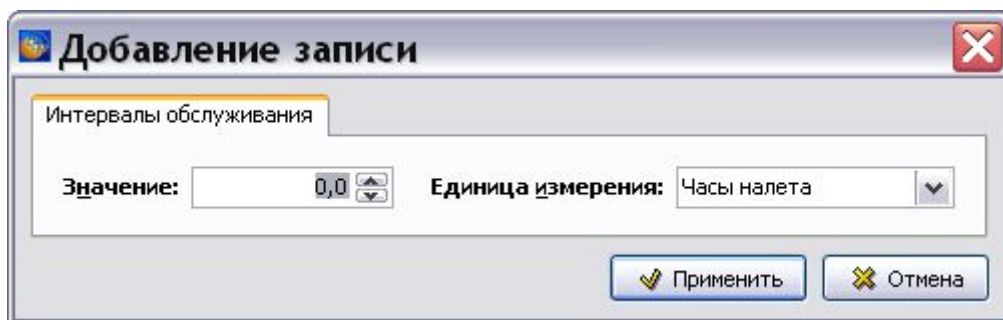 Добавление записи
Интервалы обслуживания
Значение: 0,0 Единица измерения: Часы налета
Применить Отмена